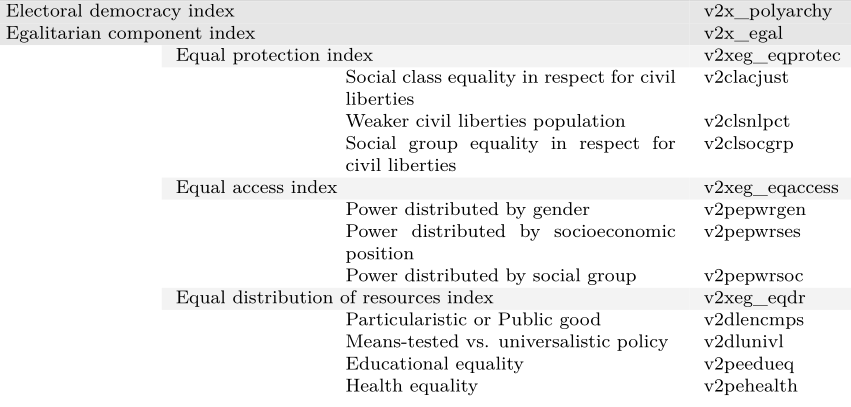 Electoral democracy index v2x_polyarchy
Egalitarian component index v2x_egal
Equal protection index v2xeg_eqprotec
Social class equality in respect for civil v2clacjust
liberties
Weaker civil liberties population v2clsnlpct
Social group equality in respect for v2clsocgrp
civil liberties
Equal access index v2xeg_eqaccess
Power distributed by gender v2pepwrgen
Power distributed by socioeconomic v2pepwrses
position
Power distributed by social group v2pepwrsoc
Equal distribution of resources index v2xeg_eqdr
Particularistic or Public good v2dlencmps
Means-tested vs. universalistic policy v2dlunivl
Educational equality v2peedueq
Health equality v2pehealth